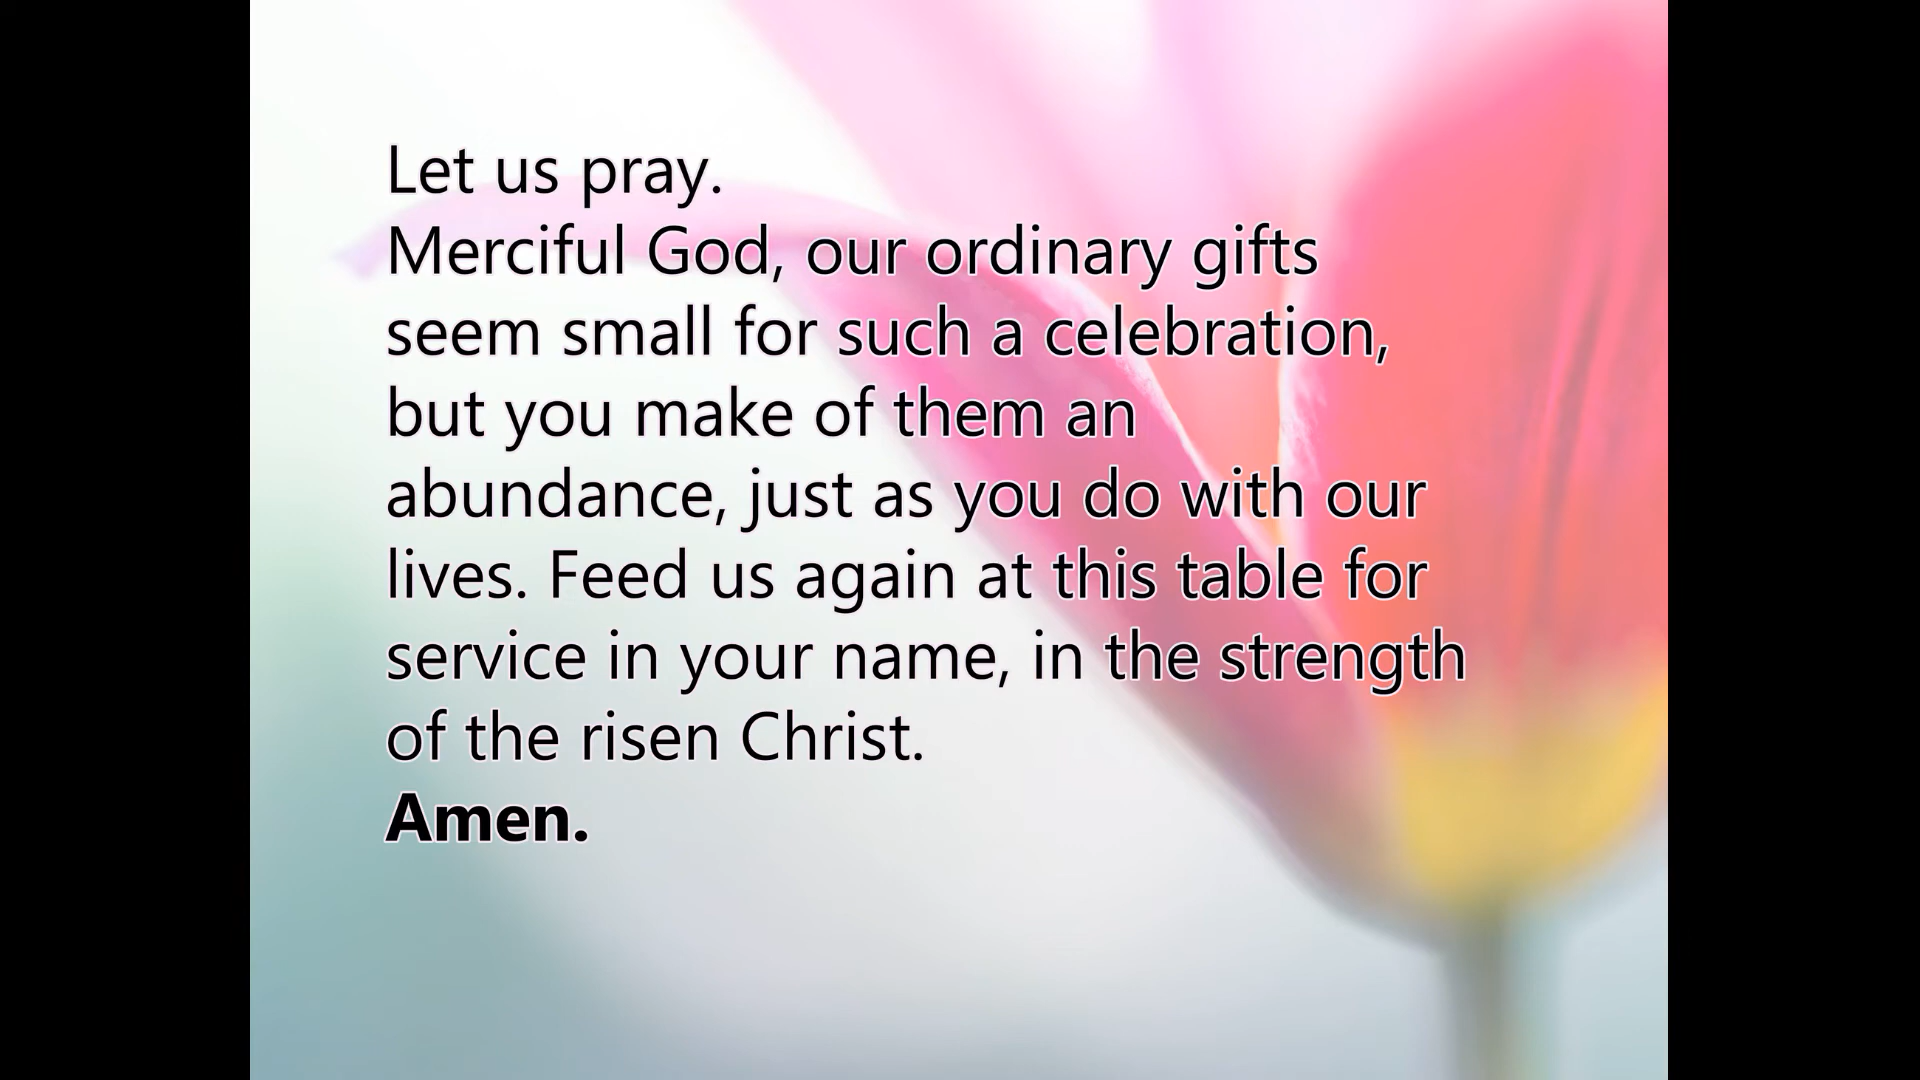 Let us pray.
Merciful God, our ordinary gifts
seem small for such a celebration,
but you make of them an
abundance, just as you do with our
lives. Feed us again at this table for
service in your name, in the strength
of the risen Christ.
Amen.